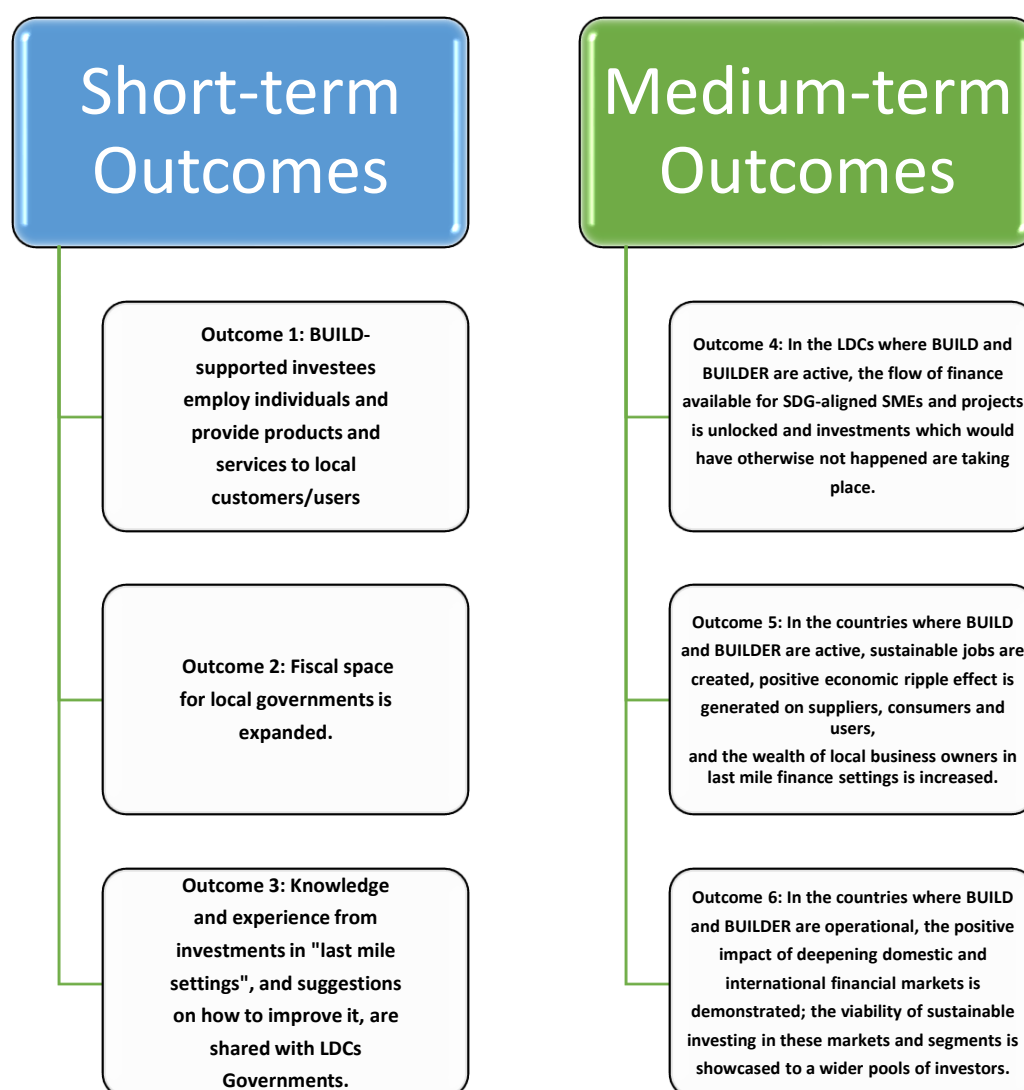 Short-term
Outcomes
Outcome 1: BUILD-
supported investees
employ individuals and
provide products and
services to local
customers/users
Outcome 2: Fiscal space
for local governments is
expanded.
Outcome 3: Knowledge
and experience from
investments in "last mile
settings", and suggestions
on how to improve it, are
shared with LDCs
Governments.
Medium-term
Outcomes
Outcome 4: In the LDCs where BUILD and
BUILDER are active, the flow of finance
available for SDG-aligned SMEs and projects
is unlocked and investments which would
have otherwise not happened are taking
place.
Outcome 5: In the countries where BUILD
and BUILDER are active, sustainable jobs are
created, positive economic ripple effect is
generated on suppliers, consumers and
users,
and the wealth of local business owners in
last mile finance settings is increased.
Outcome 6: In the countries where BUILD
and BUILDER are operational, the positive
impact of deepening domestic and
international financial markets is
demonstrated; the viability of sustainable
investing in these markets and segments is
showcased to a wider pools of investors.